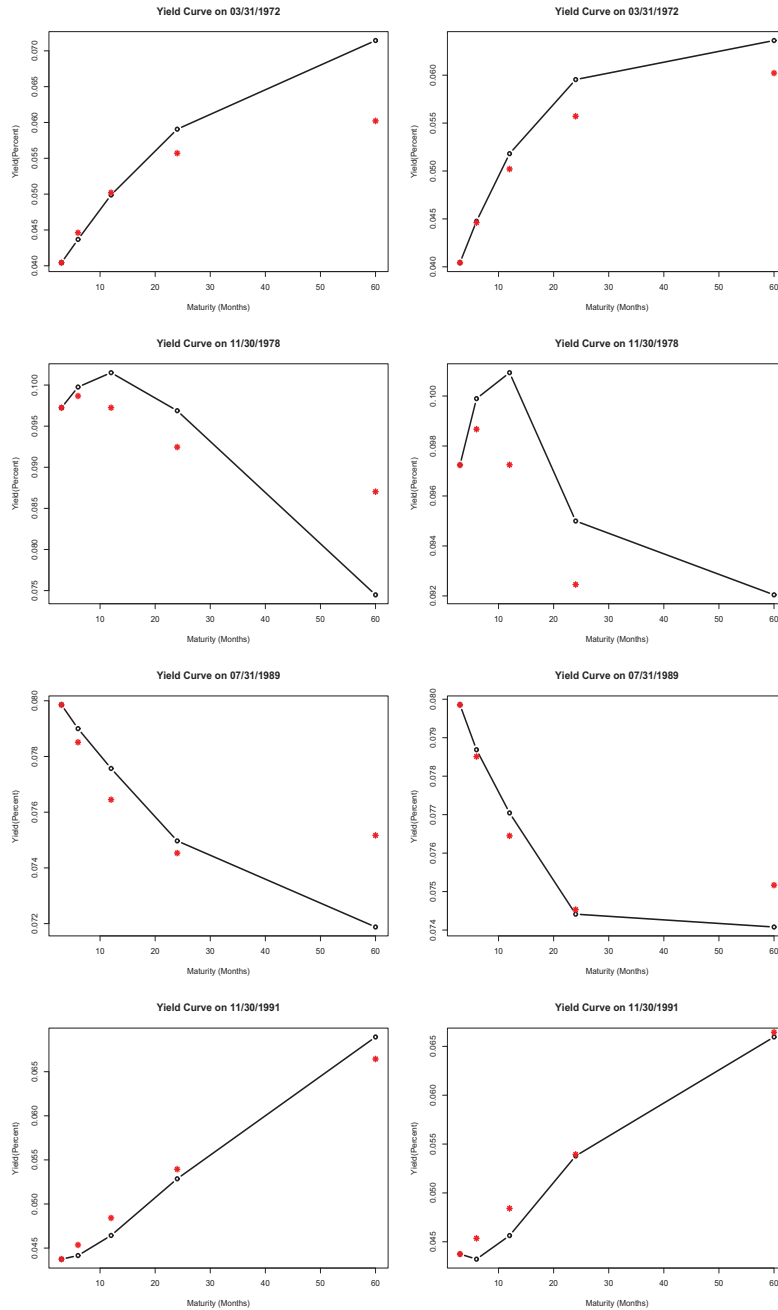 Yield Curve on 03/31/1972
Yield(Percent)
0.040 0.045 0.050 0.055 0.060 0.065 0.070
10 20 30 40 50 60
Maturity (Months)
Yield Curve on 03/31/1972
Yield(Percent)
0.040 0.045 0.050 0.055 0.060
10 20 30 40 50 60
Maturity (Months)
Yield Curve on 11/30/1978
Yield(Percent)
0.075 0.080 0.085 0.090 0.095 0.100
10 20 30 40 50 60
Maturity (Months)
Yield Curve on 11/30/1978
Yield(Percent)
0.092 0.094 0.096 0.098 0.100
10 20 30 40 50 60
Maturity (Months)
Yield Curve on 07/31/1989
Yield(Percent)
0.072 0.074 0.076 0.078 0.080
10 20 30 40 50 60
Maturity (Months)
Yield Curve on 07/31/1989
Yield(Percent)
0.074 0.075 0.076 0.077 0.078 0.079 0.080
10 20 30 40 50 60
Maturity (Months)
Yield Curve on 11/30/1991
Yield(Percent)
0.045 0.050 0.055 0.060 0.065
10 20 30 40 50 60
Maturity (Months)
Yield Curve on 11/30/1991
Yield(Percent)
0.045 0.050 0.055 0.060 0.065
10 20 30 40 50 60
Maturity (Months)